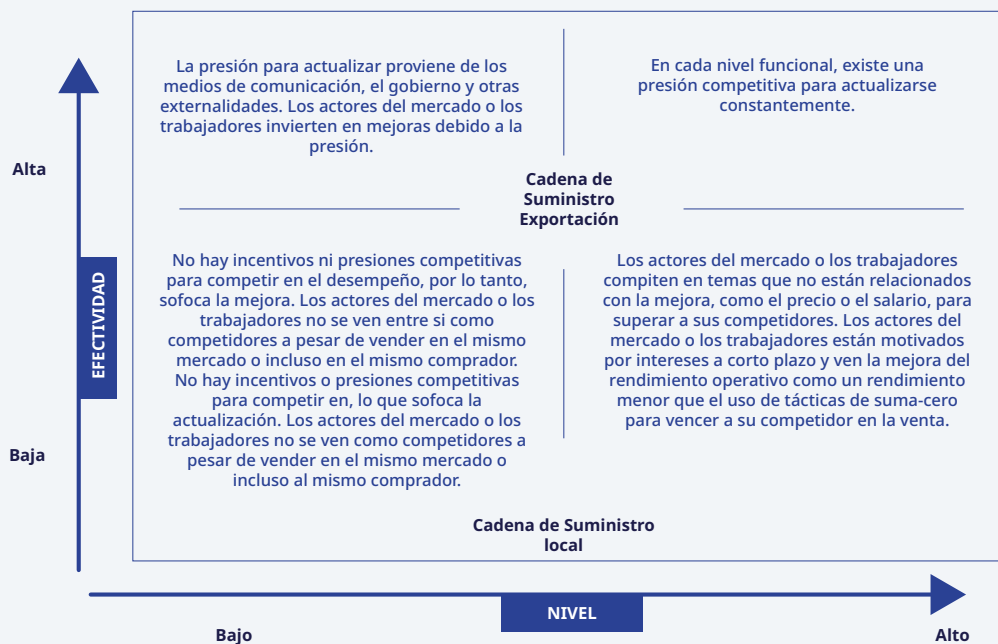 La presión para actualizar proviene de los
medios de comunicación, el gobierno y otras
externalidades. Los actores del mercado o los
trabajadores invierten en mejoras debido a la
presión.
En cada nivel funcional, existe una
presión competitiva para actualizarse
constantemente.
Alta
Cadena de
Suministro
Exportación
EFECTIVIDAD
No hay incentivos ni presiones competitivas
para competir en el desempeño, por lo tanto,
sofoca la mejora. Los actores del mercado o los
trabajadores no se ven entre si como
competidores a pesar de vender en el mismo
mercado o incluso en el mismo comprador.
No hay incentivos o presiones competitivas
para competir en, lo que sofoca la
actualización. Los actores del mercado o los
trabajadores no se ven como competidores a
pesar de vender en el mismo mercado o
incluso al mismo comprador.
Los actores del mercado o los trabajadores
compiten en temas que no están relacionados
con la mejora, como el precio o el salario, para
superar a sus competidores. Los actores del
mercado o los trabajadores están motivados
por intereses a corto plazo y ven la mejora del
rendimiento operativo como un rendimiento
menor que el uso de tácticas de suma-cero
para vencer a su competidor en la venta.
Baja
Cadena de Suministro
local
NIVEL
Bajo
Alto